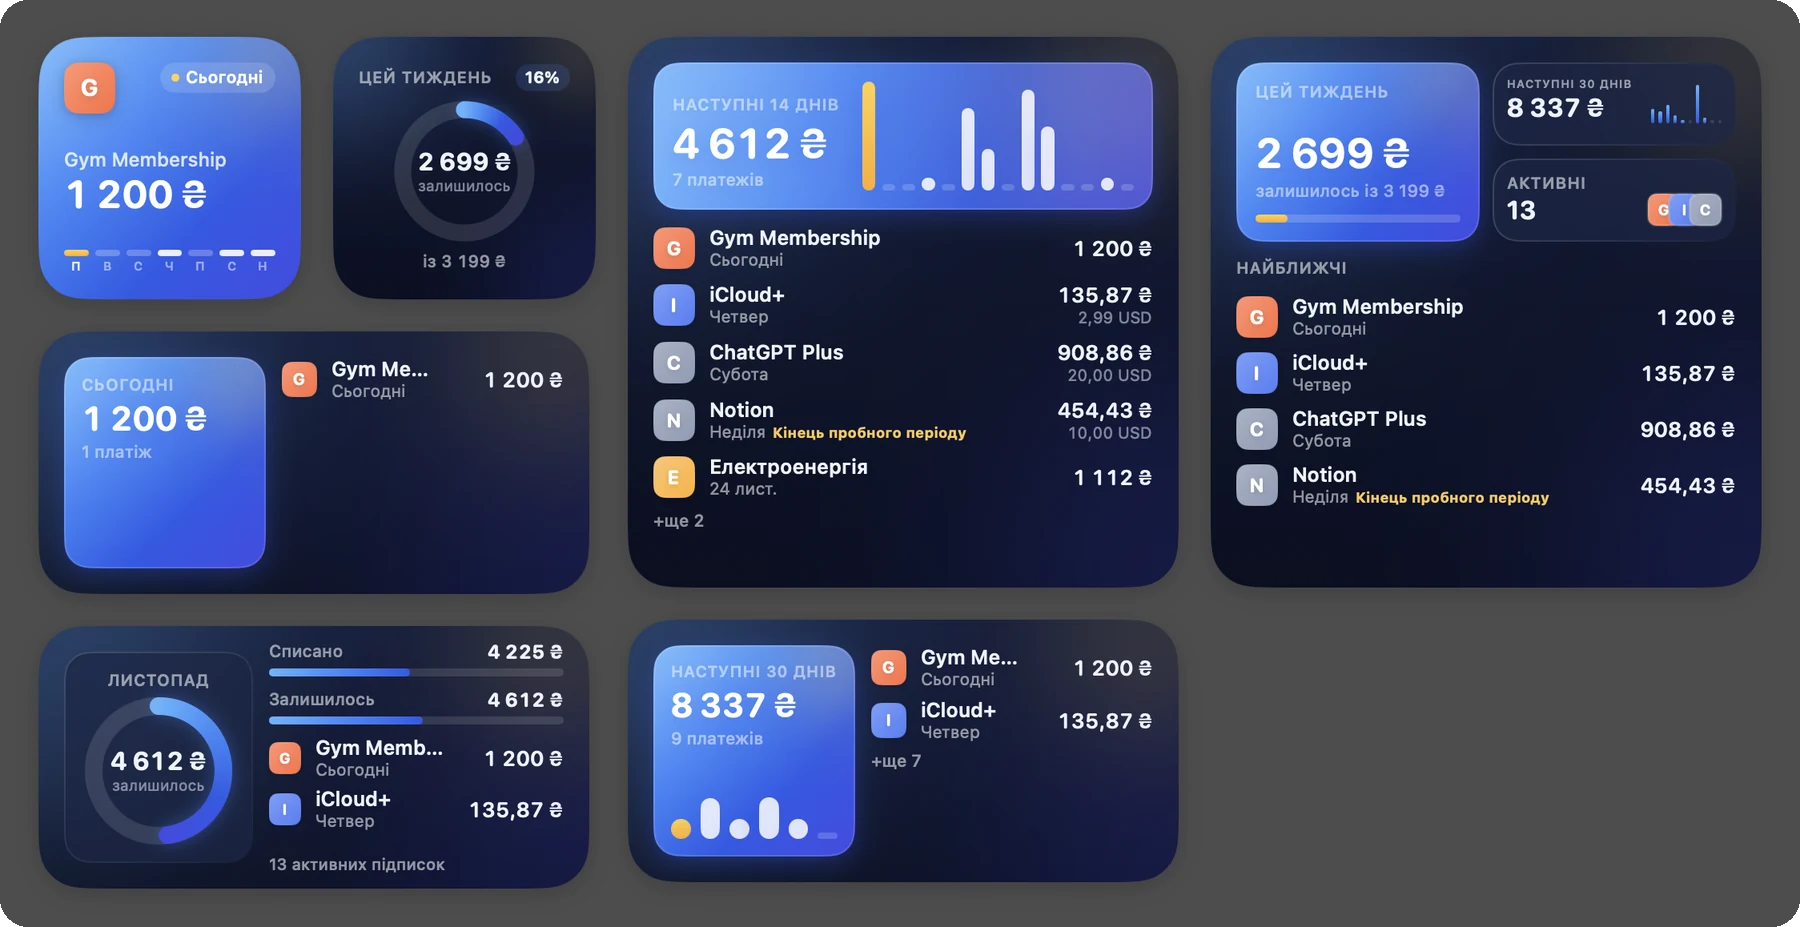 G
Сьогодні
Gym Membership
1 200 ₴
П В С Ч П С Н
ЦЕЙ ТИЖДЕНЬ
16%
2 699 ₴
залишилось
із 3 199 ₴
НАСТУПНІ 14 ДНІВ
4 612 ₴
7 платежів
G
Gym Membership
Сьогодні
1 200 ₴
I
iCloud+
Четвер
135,87 ₴
2,99 USD
C
ChatGPT Plus
Субота
908,86 ₴
20,00 USD
N
Notion
Неділя Кінець пробного періоду
454,43 ₴
10,00 USD
Е
Електроенергія
24 лист.
1 112 ₴
+ще 2
ЦЕЙ ТИЖДЕНЬ
2 699 ₴
залишилось із 3 199 ₴
НАСТУПНІ 30 ДНІВ
8 337 ₴
АКТИВНІ
13
G I C
НАЙБЛИЖЧІ
G
Gym Membership
Сьогодні
1 200 ₴
I
iCloud+
Четвер
135,87 ₴
C
ChatGPT Plus
Субота
908,86 ₴
N
Notion
Неділя Кінець пробного періоду
454,43 ₴
СЬОГОДНІ
1 200 ₴
1 платіж
G
Gym Me...
Сьогодні
1 200 ₴
ЛИСТОПАД
4 612 ₴
залишилось
Списано
4 225 ₴
Залишилось
4 612 ₴
G
Gym Memb...
Сьогодні
1 200 ₴
I
iCloud+
Четвер
135,87 ₴
13 активних підписок
НАСТУПНІ 30 ДНІВ
8 337 ₴
9 платежів
G
Gym Me...
Сьогодні
1 200 ₴
I
iCloud+
Четвер
135,87 ₴
+ще 7